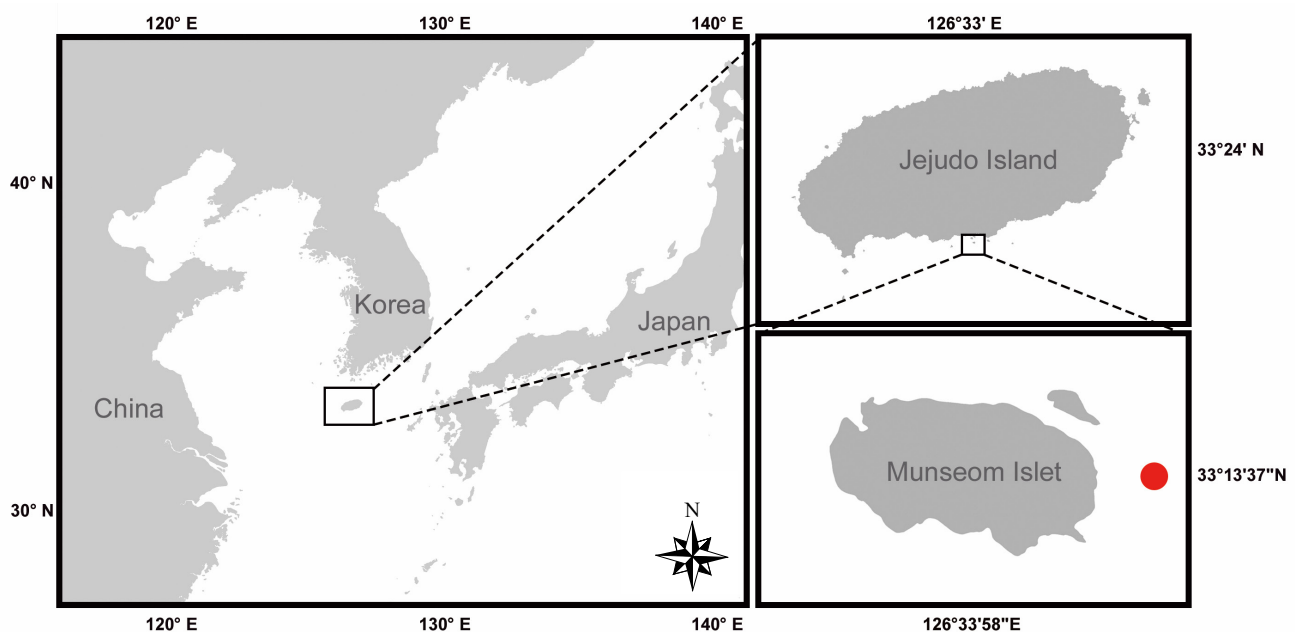 120° E
130° E
140° E
126°33' E
40° N
30° N
China
Korea
Japan
N
Jejudo Island
33°24' N
Munseom Islet
33°13'37"N
120° E
130° E
140° E
126°33'58"E